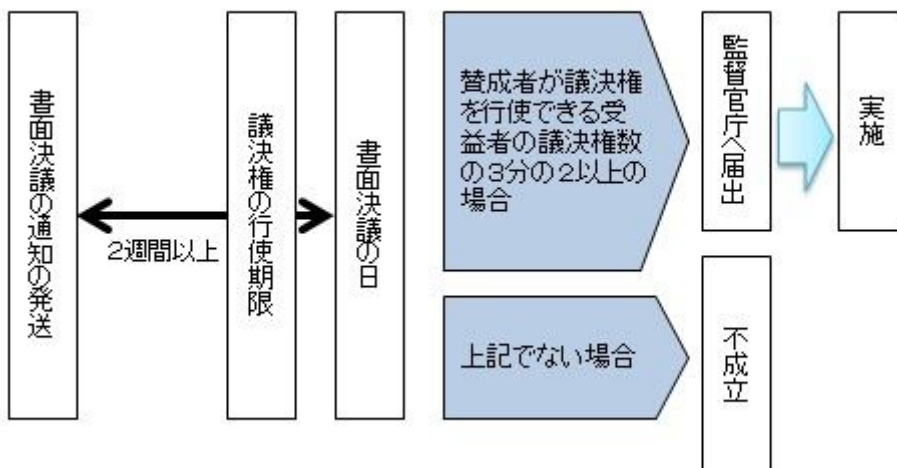 書面決議の通知の発送
2週間以上
議決権の行使期限
書面決議の日
賛成者が議決権
を行使できる受
益者の議決権数
の3分の2以上の
場合
監督官庁へ届出
実施
上記でない場合
不成立